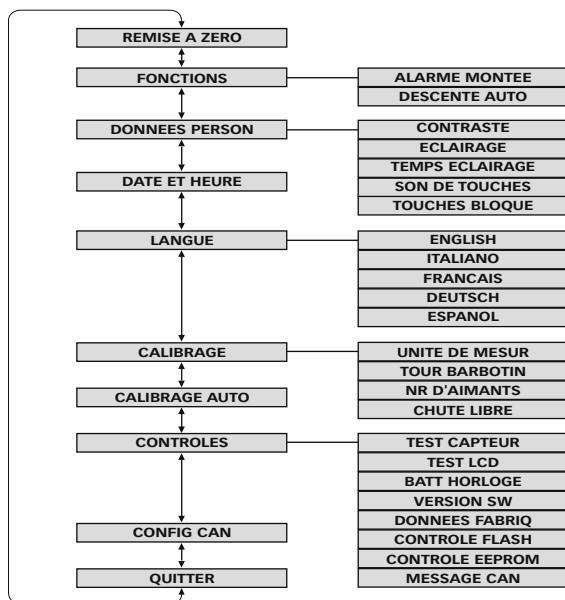 REMISE A ZERO
FONCTIONS
ALARME MONTEE
DESCENTE AUTO
DONNEES PERSON
CONTRASTE
ECLAIRAGE
TEMPS ECLAIRAGE
SON DE TOUCHES
TOUCHES BLOQUE
DATE ET HEURE
LANGUE
ENGLISH
ITALIANO
FRANCAIS
DEUTSCH
ESPANOL
CALIBRAGE
UNITE DE MESUR
TOUR BARBOTIN
NR D'AIMANTS
CHUTE LIBRE
CALIBRAGE AUTO
CONTROLES
TEST CAPTEUR
TEST LCD
BATT HORLOGE
VERSION SW
DONNEES FABRIQ
CONTROLE FLASH
CONTROLE EEPROM
MESSAGE CAN
CONFIG CAN
QUITTER